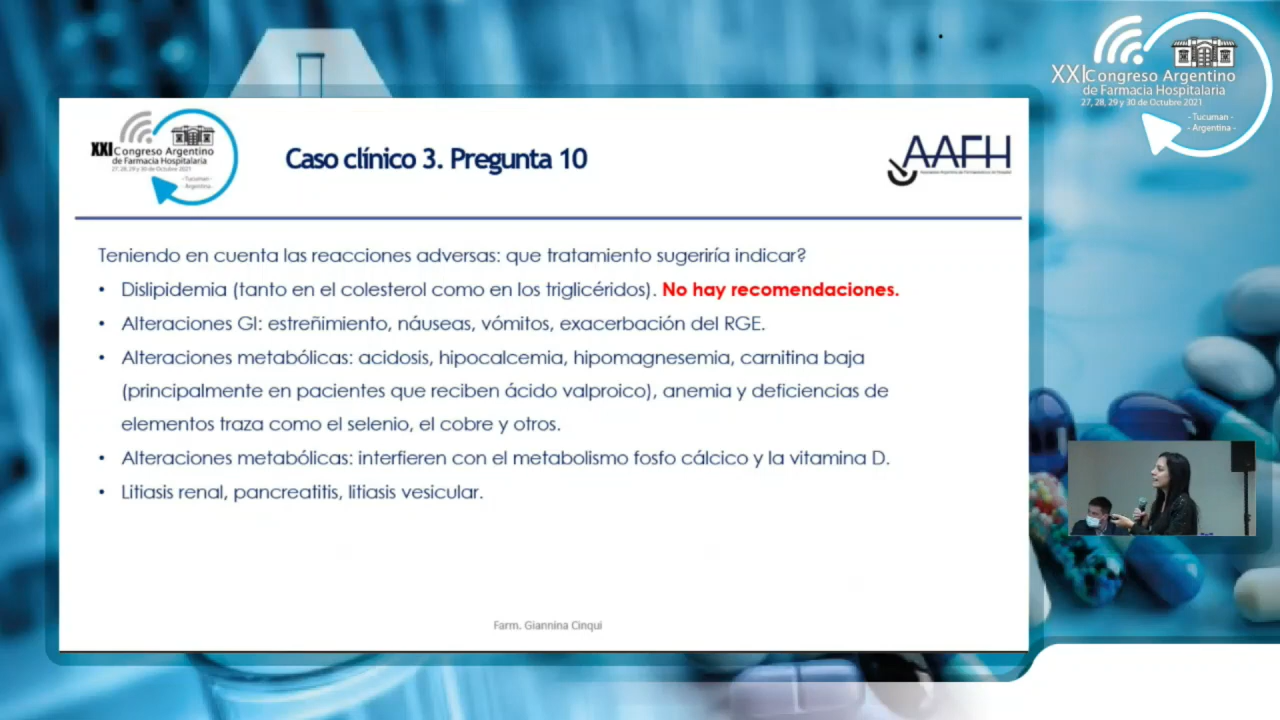 XXI Congreso Argentino
de Farmacia Hospitalaria
27, 28, 29 y 30 de Octubre 2021
- Tucuman -
- Argentina -
XXI Congreso Argentino
de Farmacia Hospitalaria
27, 28, 29 y 30 de Octubre 2021
- Tucuman -
- Argentina -
Caso clínico 3. Pregunta 10
AAFH
Teniendo en cuenta las reacciones adversas: que tratamiento sugeriría indicar?
• Dislipidemia (tanto en el colesterol como en los triglicéridos). No hay recomendaciones.
• Alteraciones GI: estreñimiento, náuseas, vómitos, exacerbación del RGE.
• Alteraciones metabólicas: acidosis, hipocalcemia, hipomagnesemia, carnitina baja
(principalmente en pacientes que reciben ácido valproico), anemia y deficiencias de
elementos traza como el selenio, el cobre y otros.
• Alteraciones metabólicas: interfieren con el metabolismo fosfo cálcico y la vitamina D.
• Litiasis renal, pancreatitis, litiasis vesicular.
Farm. Giannina Cinqui